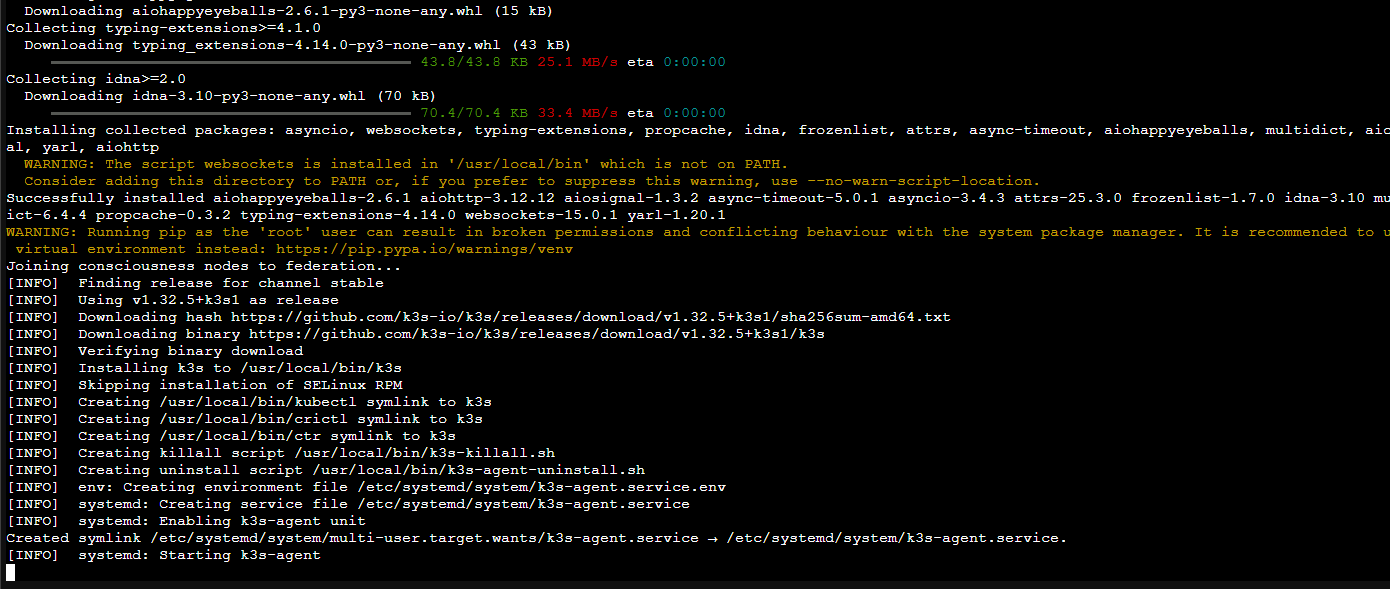 Downloading aiohappyeyeballs-2.6.1-py3-none-any.whl (15 kB)
Collecting typing-extensions>=4.1.0
Downloading typing_extensions-4.14.0-py3-none-any.whl (43 kB)
43.8/43.8 KB 25.1 MB/s eta 0:00:00
Collecting idna>=2.0
Downloading idna-3.10-py3-none-any.whl (70 kB)
70.4/70.4 KB 33.4 MB/s eta 0:00:00
Installing collected packages: asyncio, websockets, typing-extensions, propcache, idna, frozenlist, attrs, async-timeout, aiohappyeyeballs, multidict,
al, yarl, aiohttp
WARNING: The script websockets is installed in '/usr/local/bin' which is not on PATH.
Consider adding this directory to PATH or, if you prefer to suppress this warning, use --no-warn-script-location.
Successfully installed aiohappyeyeballs-2.6.1 aiohttp-3.12.12 aiosignal-1.3.2 async-timeout-5.0.1 asyncio-3.4.3 attrs-25.3.0 frozenlist-1.7.0 idna-3.10
ict-6.4.4 propcache-0.3.2 typing-extensions-4.14.0 websockets-15.0.1 yarl-1.20.1
WARNING: Running pip as the 'root' user can result in broken permissions and conflicting behaviour with the system package manager. It is recommended to
virtual environment instead: https://pip.pypa.io/warnings/venv
Joining consciousness nodes to federation...
[INFO] Finding release for channel stable
[INFO] Using v1.32.5+k3s1 as release
[INFO] Downloading hash https://github.com/k3s-io/k3s/releases/download/v1.32.5+k3s1/sha256sum-amd64.txt
[INFO] Downloading binary https://github.com/k3s-io/k3s/releases/download/v1.32.5+k3s1/k3s
[INFO] Verifying binary download
[INFO] Installing k3s to /usr/local/bin/k3s
[INFO] Skipping installation of SELinux RPM
[INFO] Creating /usr/local/bin/kubectl symlink to k3s
[INFO] Creating /usr/local/bin/crictl symlink to k3s
[INFO] Creating /usr/local/bin/ctr symlink to k3s
[INFO] Creating killall script /usr/local/bin/k3s-killall.sh
[INFO] Creating uninstall script /usr/local/bin/k3s-agent-uninstall.sh
[INFO] env: Creating environment file /etc/systemd/system/k3s-agent.service.env
[INFO] systemd: Creating service file /etc/systemd/system/k3s-agent.service
[INFO] systemd: Enabling k3s-agent unit
Created symlink /etc/systemd/system/multi-user.target.wants/k3s-agent.service → /etc/systemd/system/k3s-agent.service.
[INFO] systemd: Starting k3s-agent